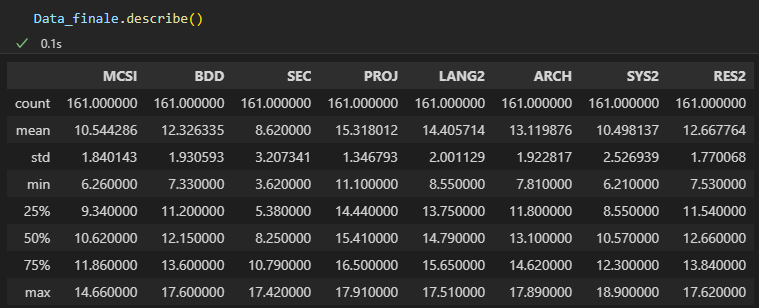 Data_finale.describe()
0.1s
MCSI BDD SEC PROJ LANG2 ARCH SYS2 RES2
count 161.000000 161.000000 161.000000 161.000000 161.000000 161.000000 161.000000 161.000000
mean 10.544286 12.326335 8.620000 15.318012 14.405714 13.119876 10.498137 12.667764
std 1.840143 1.930593 3.207341 1.346793 2.001129 1.922817 2.526939 1.770068
min 6.260000 7.330000 3.620000 11.100000 8.550000 7.810000 6.210000 7.530000
25% 9.340000 11.200000 5.380000 14.440000 13.750000 11.800000 8.550000 11.540000
50% 10.620000 12.150000 8.250000 15.410000 14.790000 13.100000 10.570000 12.660000
75% 11.860000 13.600000 10.790000 16.500000 15.650000 14.620000 12.300000 13.840000
max 14.660000 17.600000 17.420000 17.910000 17.510000 17.890000 18.900000 17.620000